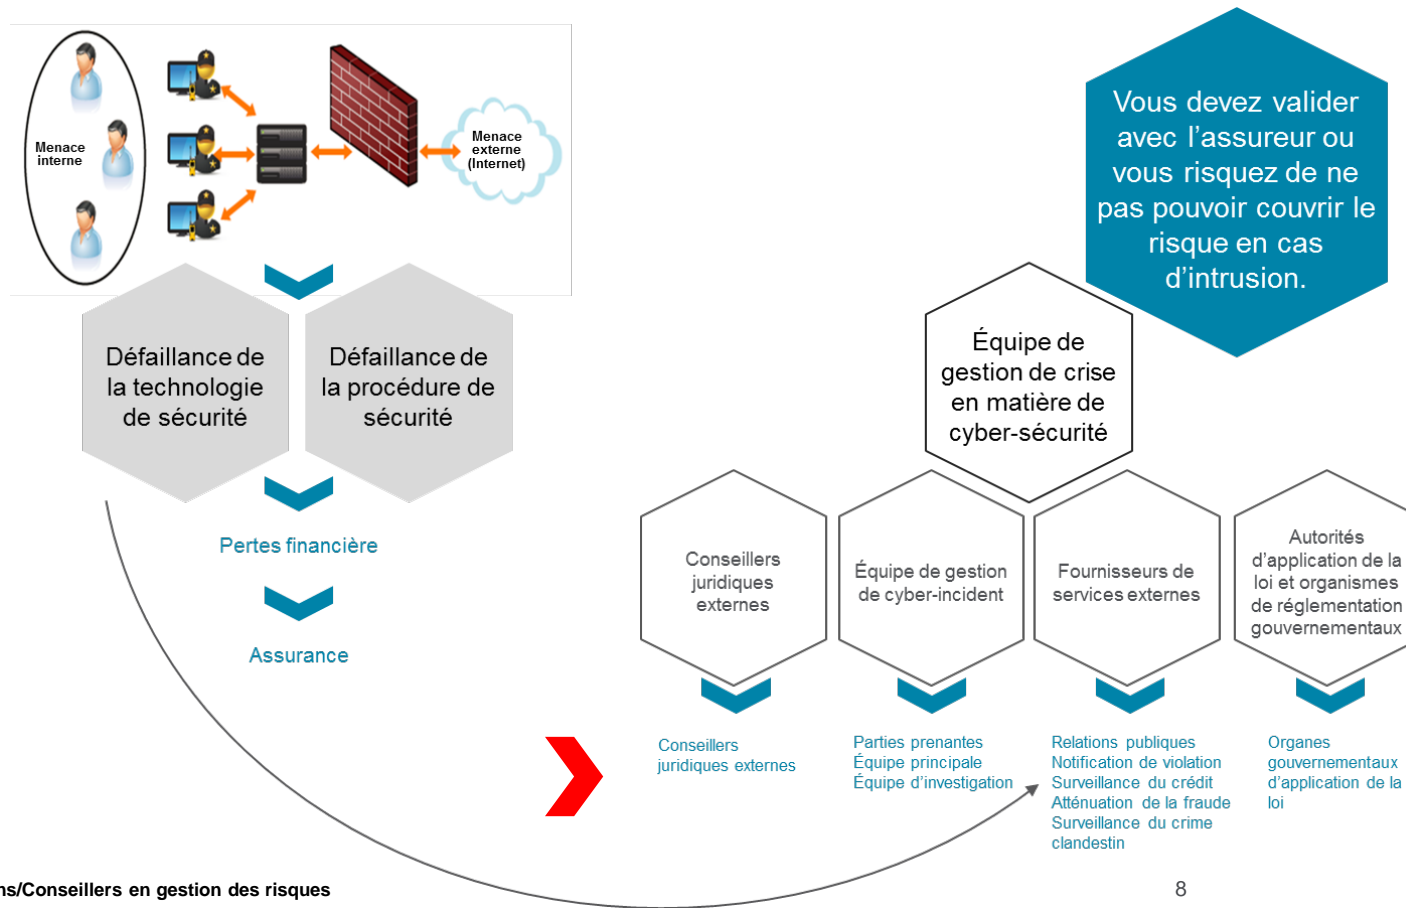 Menace
interne
Menace
externe
(Internet)
Vous devez valider
avec l'assureur ou
vous risquez de ne
pas pouvoir couvrir le
risque en cas
d'intrusion.
Défaillance de
la technologie
de sécurité
Défaillance de
la procédure de
sécurité
Pertes financière
Assurance
Équipe de
gestion de crise
en matière de
cyber-sécurité
Conseillers
juridiques
externes
Équipe de gestion
de cyber-incident
Fournisseurs de
services externes
Autorités
d'application de la
loi et organismes
de réglementation
gouvernementaux
Conseillers
juridiques externes
Parties prenantes
Équipe principale
Équipe d'investigation
Relations publiques
Notification de violation
Surveillance du crédit
Atténuation de la fraude
Surveillance du crime
clandestin
Organes
gouvernementaux
d'application de la
loi
ns/Conseillers en gestion des risques
8